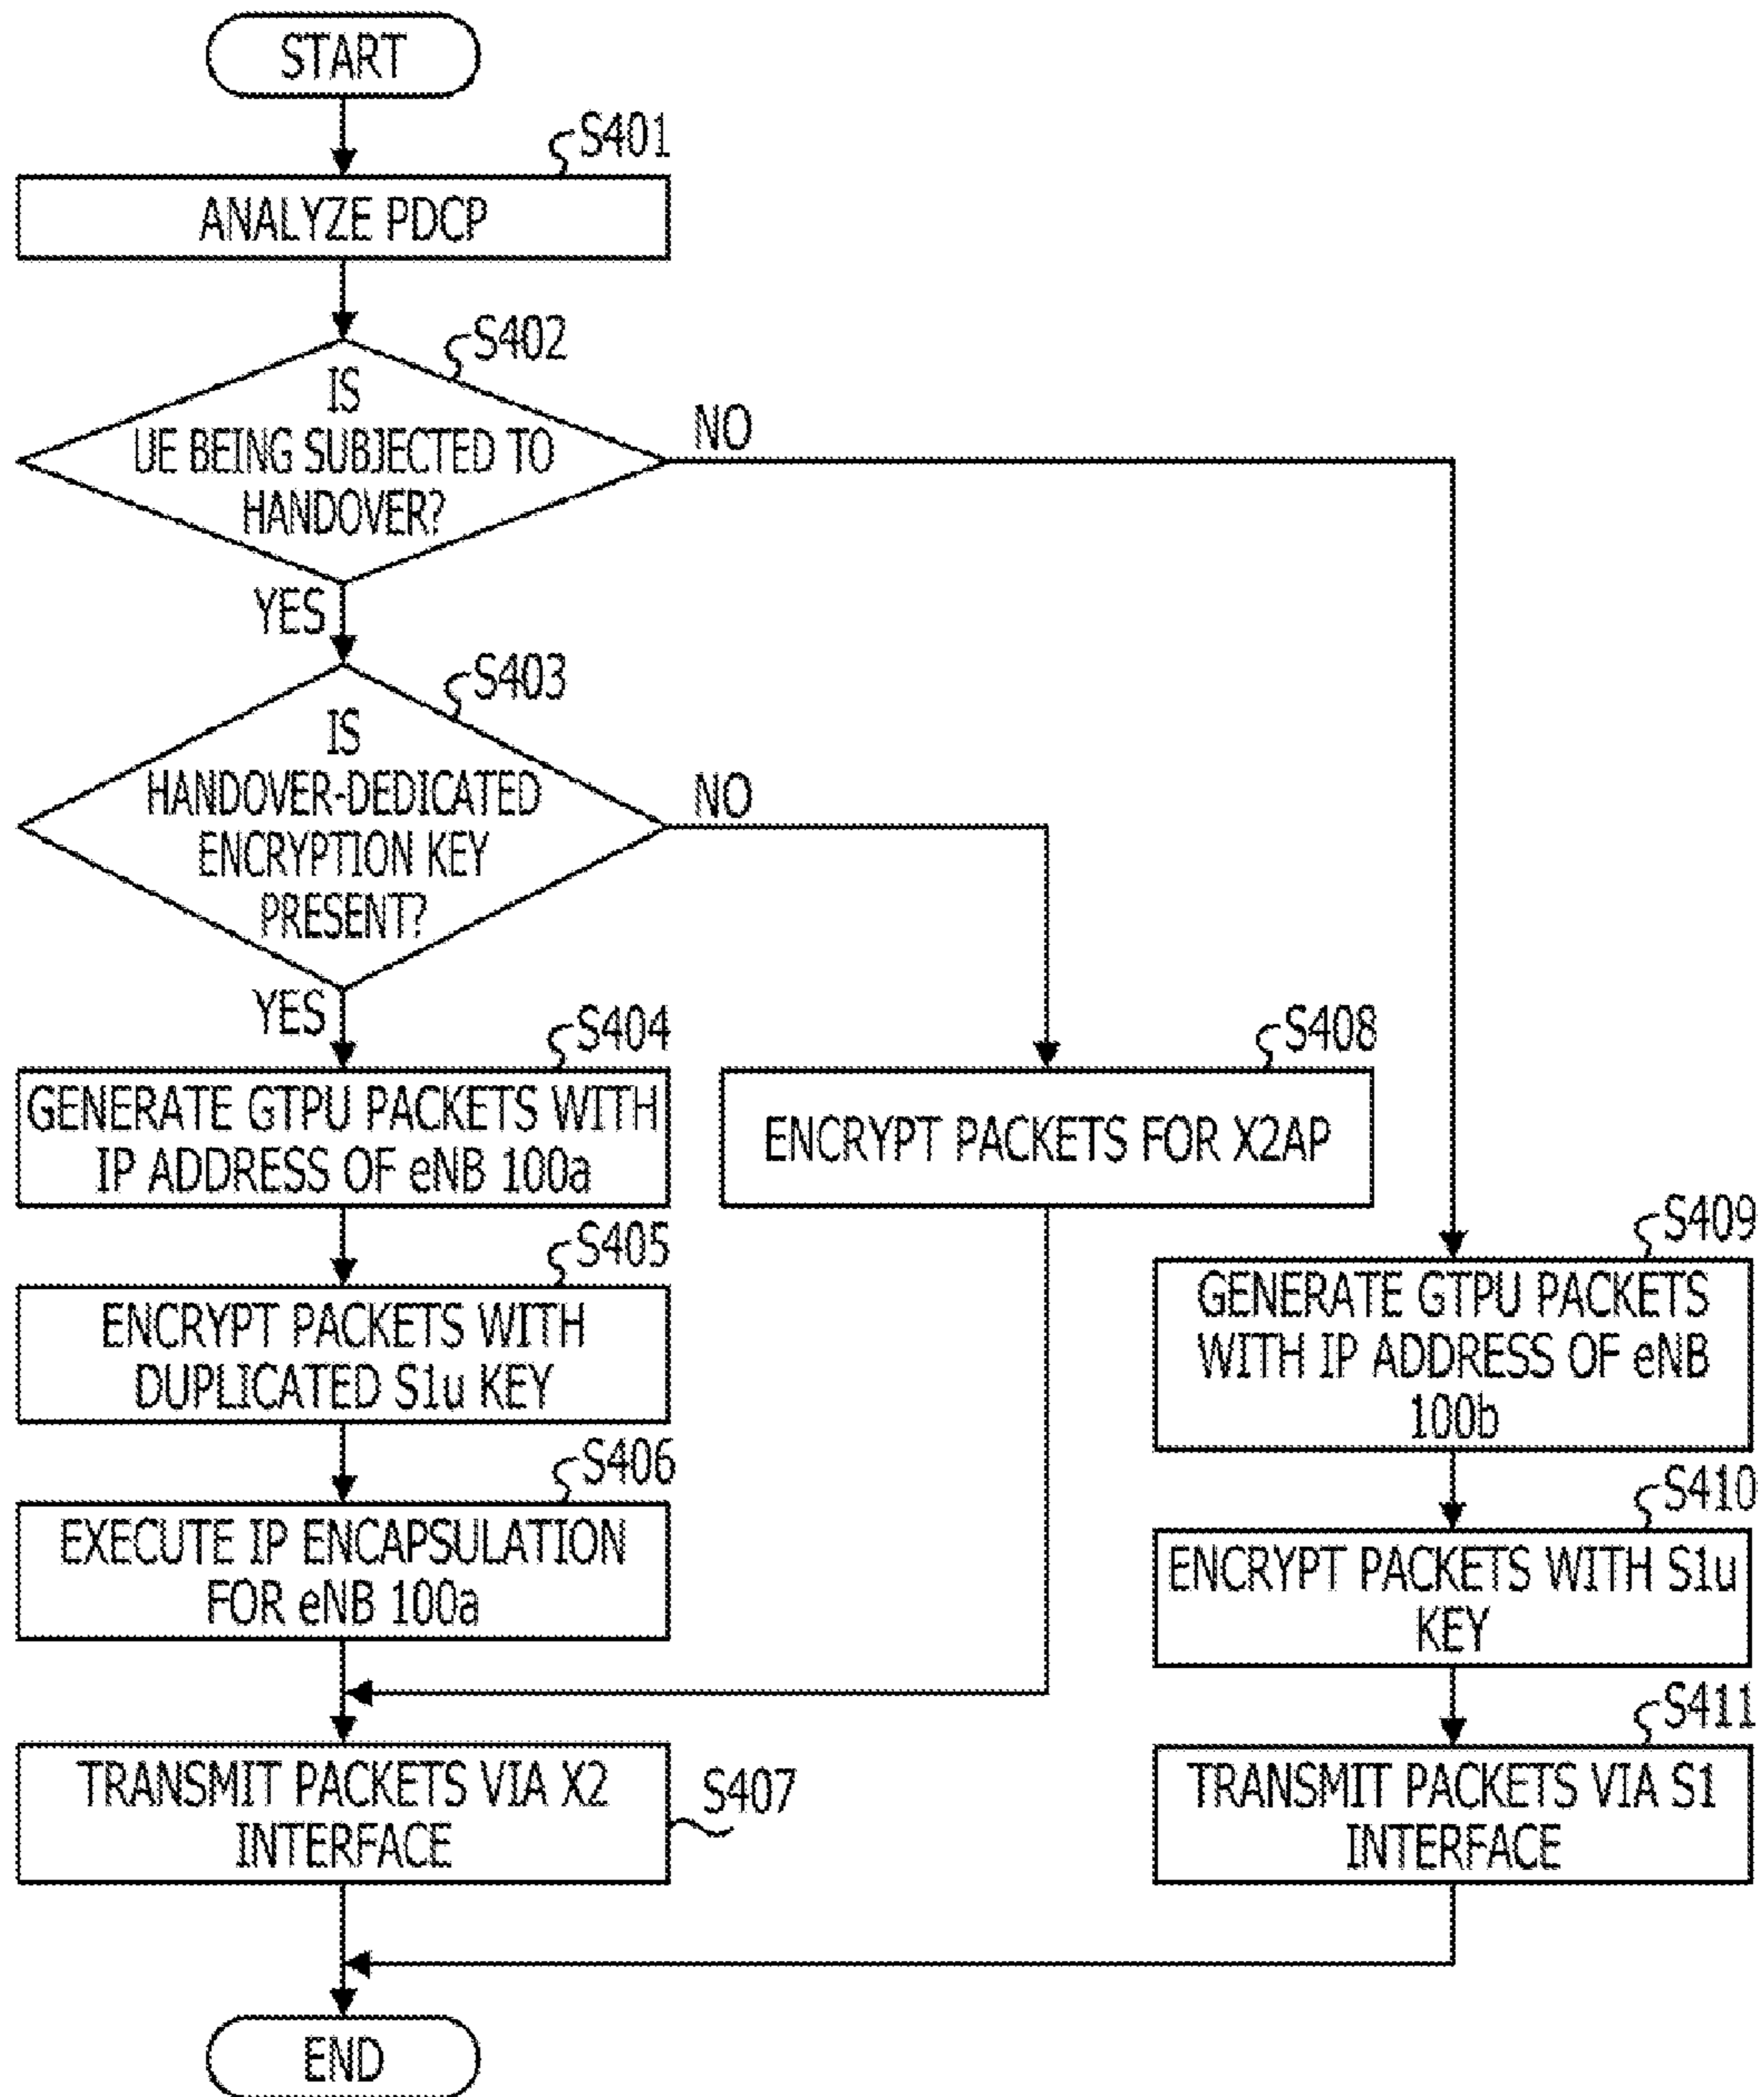 START
S401
ANALYZE PDCP
S402
IS
UE BEING SUBJECTED TO
HANDOVER?
NO
YES
S403
IS
HANDOVER-DEDICATED
ENCRYPTION KEY
PRESENT?
NO
YES
S404
GENERATE GTPU PACKETS WITH
IP ADDRESS OF eNB 100a
S405
ENCRYPT PACKETS WITH
DUPLICATED S1u KEY
S406
EXECUTE IP ENCAPSULATION
FOR eNB 100a
TRANSMIT PACKETS VIA X2
INTERFACE
S407
S408
ENCRYPT PACKETS FOR X2AP
S409
GENERATE GTPU PACKETS
WITH IP ADDRESS OF eNB
100b
S410
ENCRYPT PACKETS WITH S1u
KEY
S411
TRANSMIT PACKETS VIA S1
INTERFACE
END